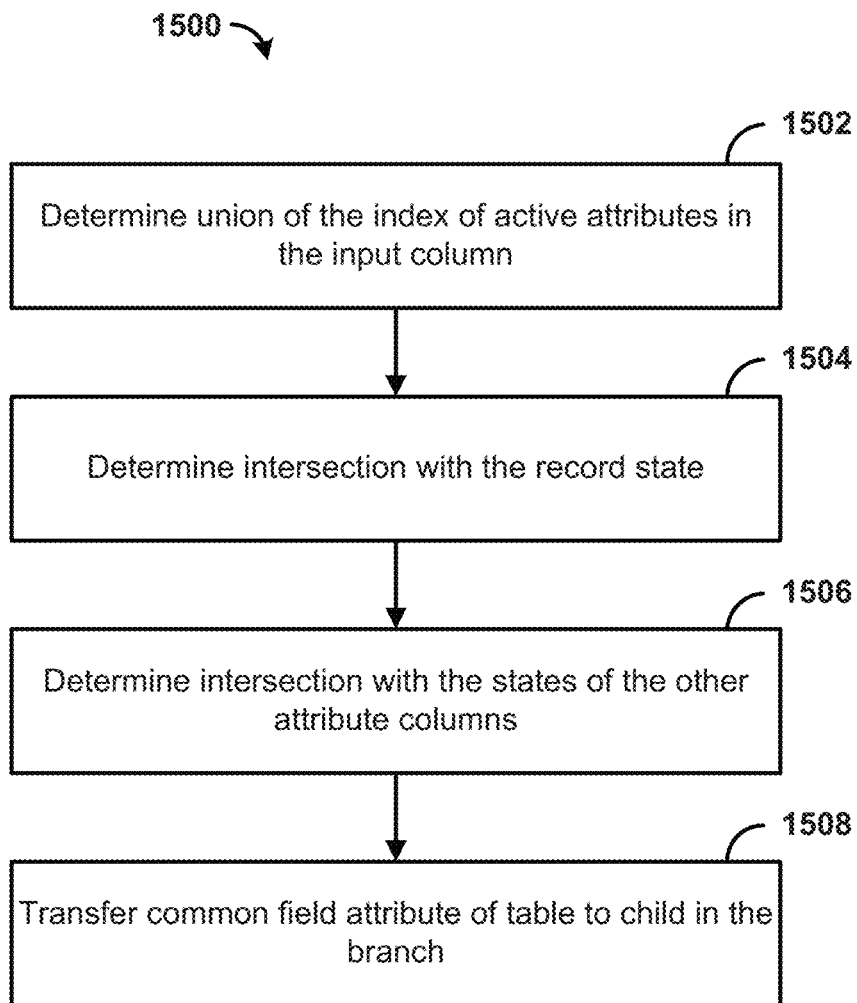 1500
1502
Determine union of the index of active attributes in
the input column
1504
Determine intersection with the record state
1506
Determine intersection with the states of the other
attribute columns
1508
Transfer common field attribute of table to child in the
branch